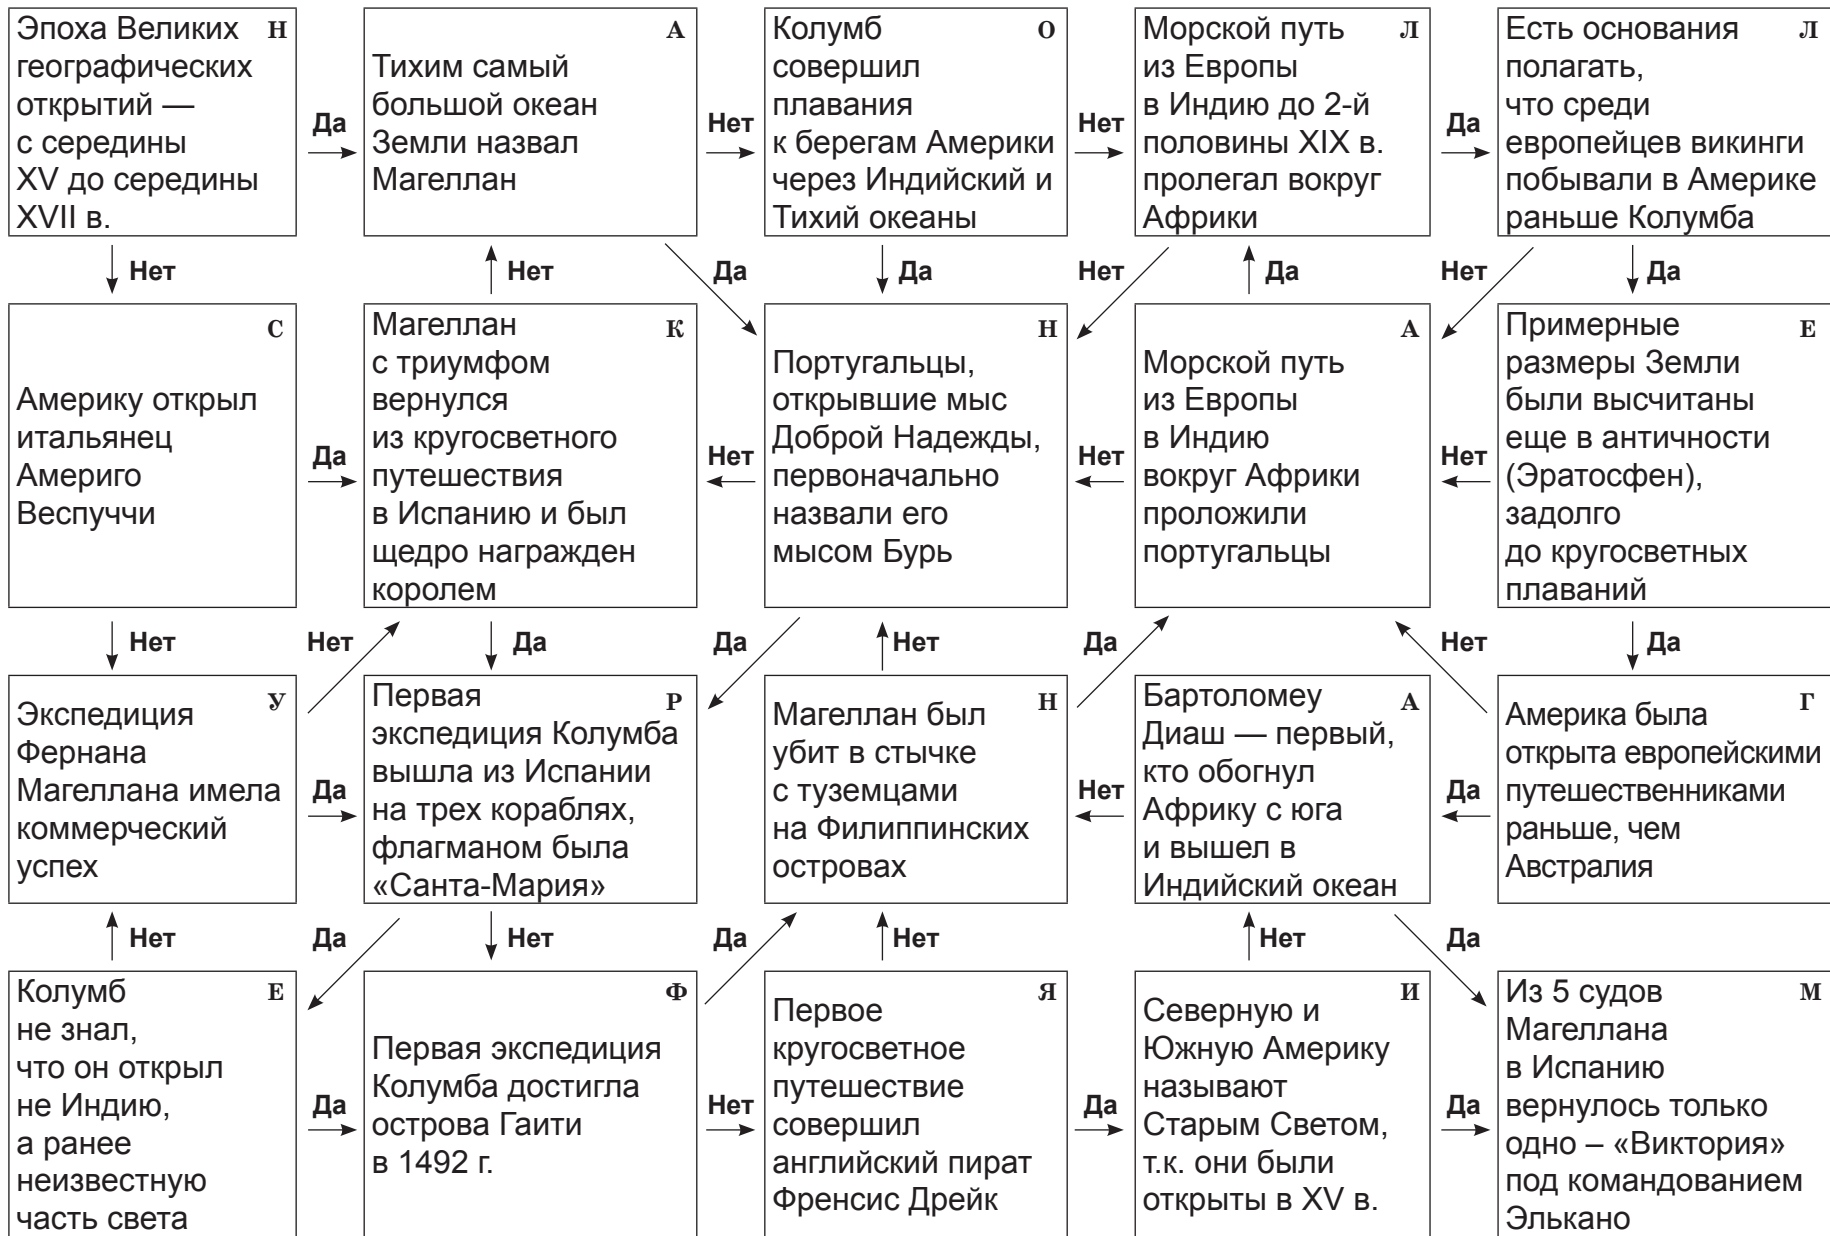 Эпоха Великих Н
географических
открытий —
с середины
XV до середины
XVII в.
Да
А
Тихим самый
большой океан
Земли назвал
Магеллан
Нет
Колумб О
совершил
плавания
к берегам Америки
через Индийский и
Тихий океаны
Нет
Морской путь Л
из Европы
в Индию до 2-й
половины XIX в.
пролегал вокруг
Африки
Да
Есть основания Л
полагать,
что среди
европейцев викинги
побывали в Америке
раньше Колумба
Нет
Нет
Да
Да
Нет
Да
Нет
Да
С
Америку открыл
итальянец
Америго
Веспуччи
Да
Магеллан К
с триумфом
вернулся
из кругосветного
путешествия
в Испанию и был
щедро награжден
королем
Нет
Н
Португальцы,
открывшие мыс
Доброй Надежды,
первоначально
назвали его
мысом Бурь
Нет
А
Морской путь
из Европы
в Индию
вокруг Африки
проложили
португальцы
Нет
Примерные Е
размеры Земли
были высчитаны
еще в античности
(Эратосфен),
задолго
до кругосветных
плаваний
Нет
Нет
Да
Да
Нет
Да
Нет
Да
У
Экспедиция
Фернана
Магеллана имела
коммерческий
успех
Да
Первая Р
экспедиция Колумба
вышла из Испании
на трех кораблях,
флагманом была
«Санта-Мария»
Н
Магеллан был
убит в стычке
с туземцами
на Филиппинских
островах
Нет
Бартоломеу А
Диаш — первый,
кто обогнул
Африку с юга
и вышел в
Индийский океан
Да
Г
Америка была
открыта европейскими
путешественниками
раньше, чем
Австралия
Нет
Да
Нет
Да
Нет
Нет
Да
Колумб Е
не знал,
что он открыл
не Индию,
а ранее
неизвестную
часть света
Да
Ф
Первая экспедиция
Колумба достигла
острова Гаити
в 1492 г.
Нет
Я
Первое
кругосветное
путешествие
совершил
английский пират
Френсис Дрейк
Да
И
Северную и
Южную Америку
называют
Старым Светом,
т.к. они были
открыты в XV в.
Да
Из 5 судов М
Магеллана
в Испанию
вернулось только
одно – «Виктория»
под командованием
Элькано